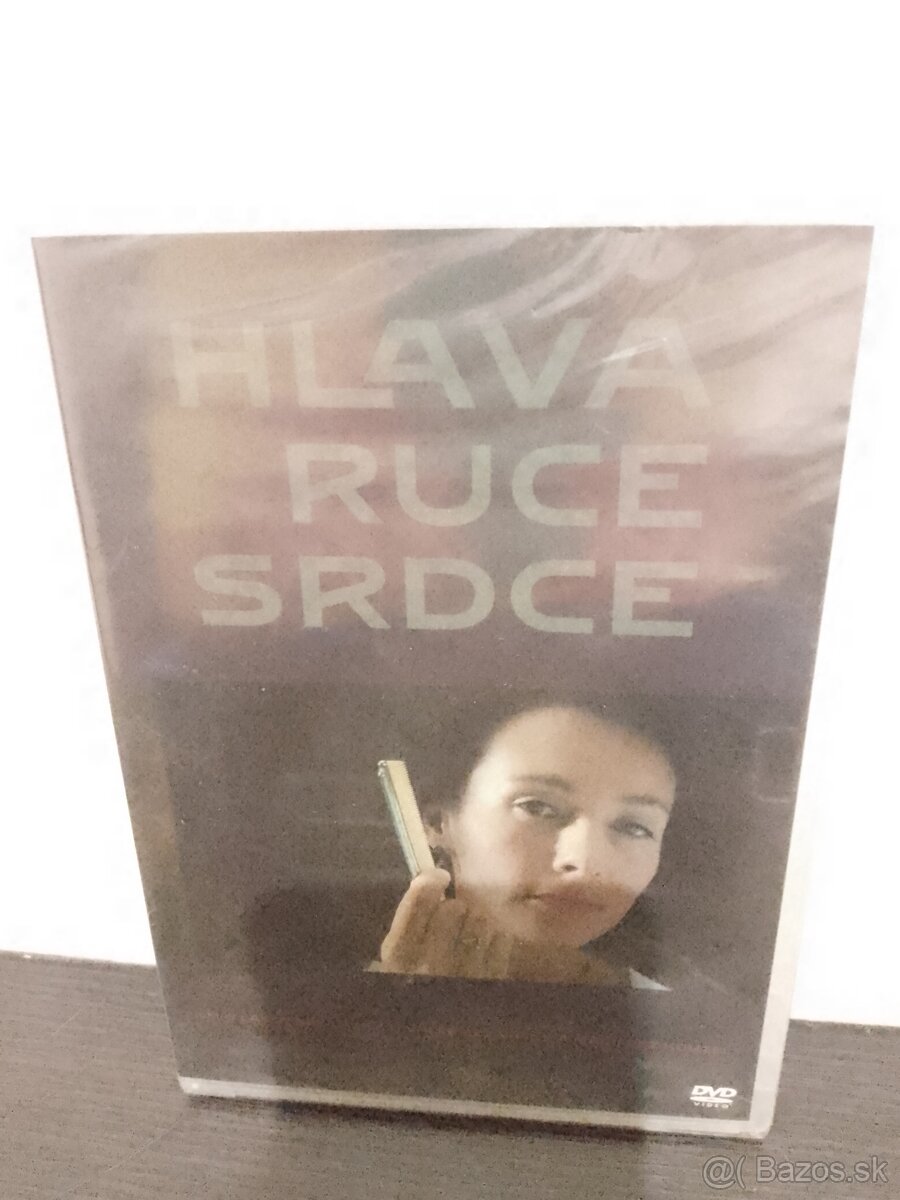 HLAVA
RUCE
SRDCE
DVD
VIDEO
@( Bazos.sk